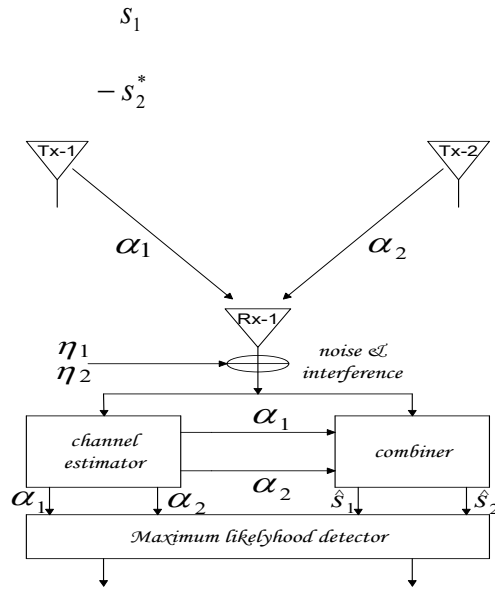 s₁
− s₂*
Tx-1 Tx-2
α₁ α₂
Rx-1
η₁
η₂
noise &
interference
channel
estimator
α₁
α₂
combiner
α₁ α₂ ŝ₁ ŝ₂
Maximum likelyhood detector